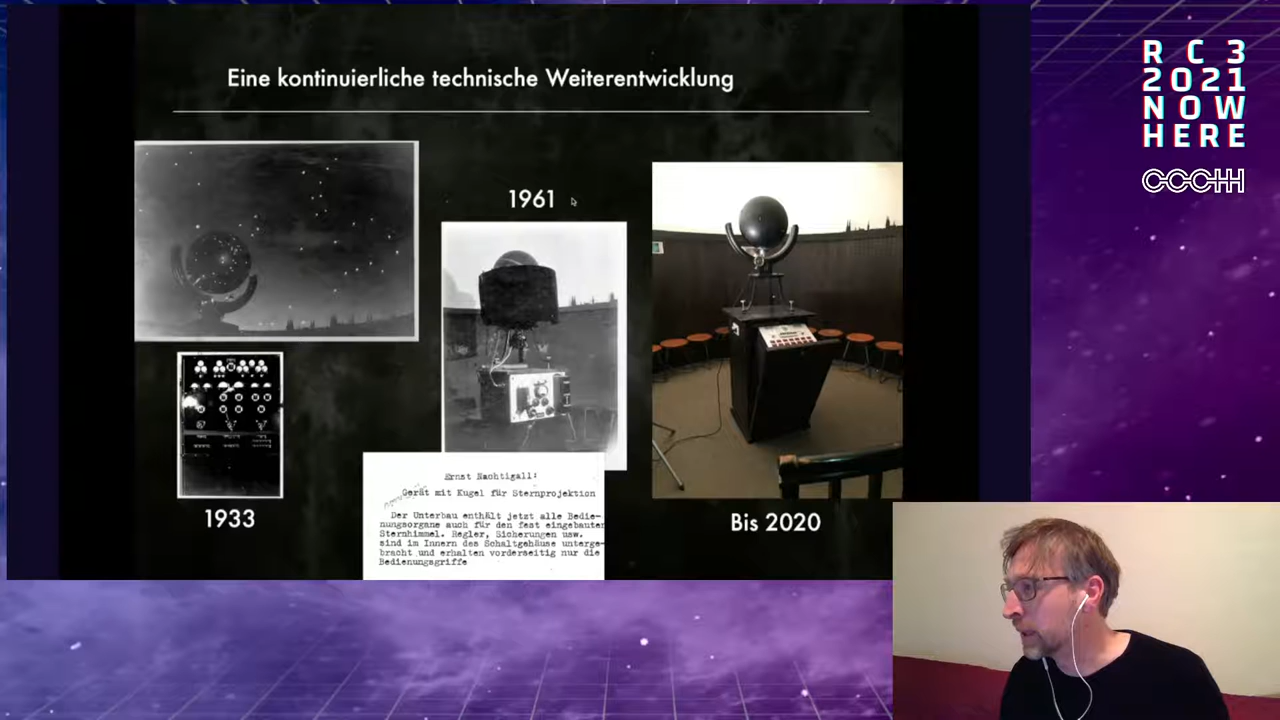 Eine kontinuierliche technische Weiterentwicklung
1961
1933
Bis 2020
Ernst Nachtigall:
Gerät mit Kugel für Sternprojektion
Der Unterbau enthält jetzt alle Bedie-
nungsorgane auch für den fest eingebauten
Sternhimmel. Regler, Sicherungen usw.
sind im Innern des Schaltgehäuse unterge-
bracht und erhalten vorderseitig nur die
Bedienungsgriffe
R C 3
2021
NOW
HERE
CCCHH